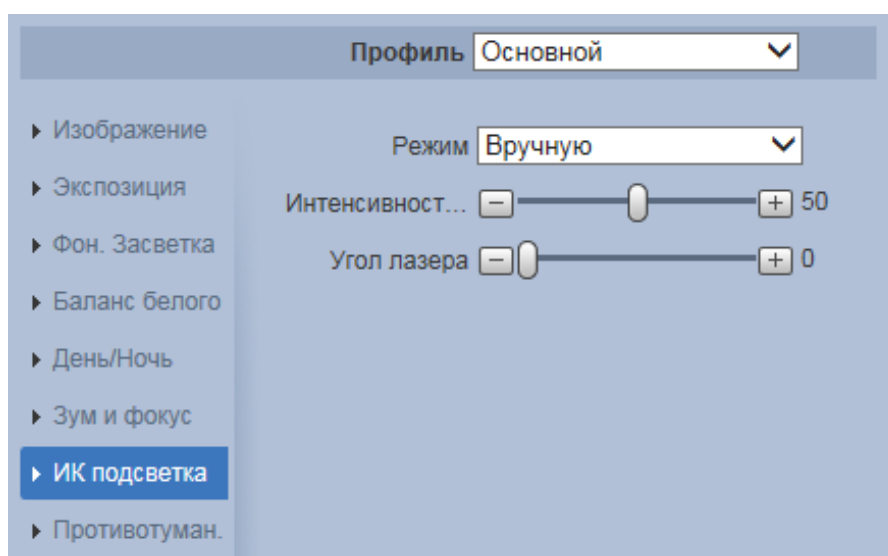 Профиль Основной
Изображение
Режим Вручную
Экспозиция
Интенсивност... 50
Фон. Засветка
Угол лазера 0
Баланс белого
День/Ночь
Зум и фокус
ИК подсветка
Противотуман.